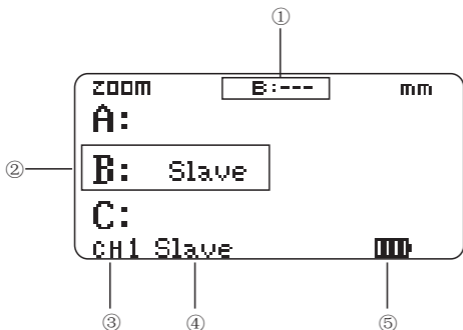 ①
zoom B:--- mm
A:
② B: Slave
C:
CH1 Slave
③ ④ ⑤